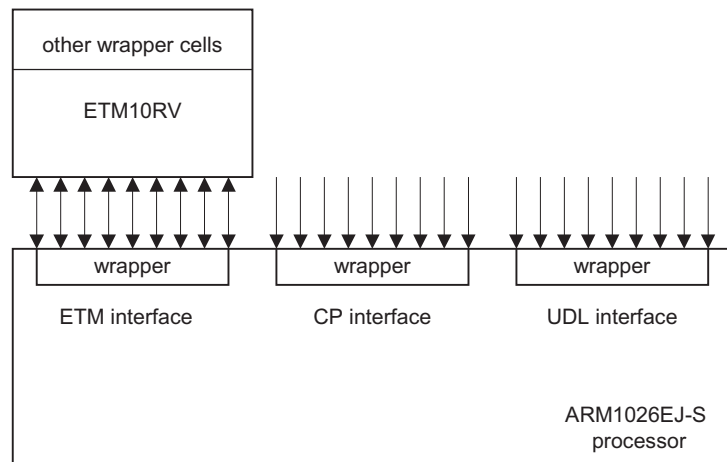 other wrapper cells
ETM10RV
wrapper
wrapper
wrapper
ETM interface
CP interface
UDL interface
ARM1026EJ-S
processor